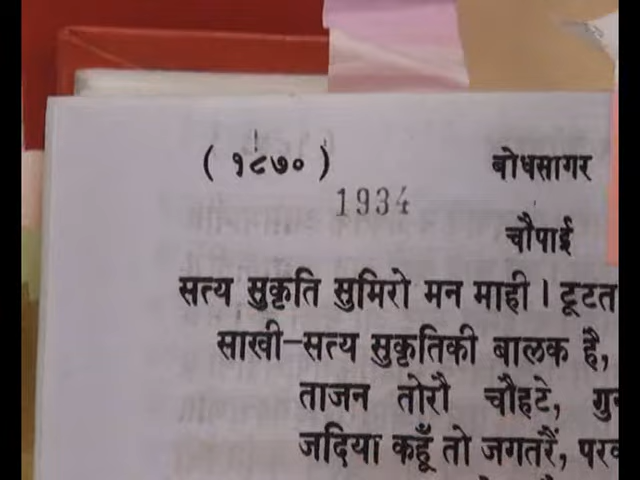 ( १८७० ) बोधसागर
1934
चौपाई
सत्य सुकृति सुमिरो मन माही । टूटत
साखी-सत्य सुकृतिकी बालक है,
ताजन तोरौ चौहटे,
जदिया कहूँ तो जगतरैं,